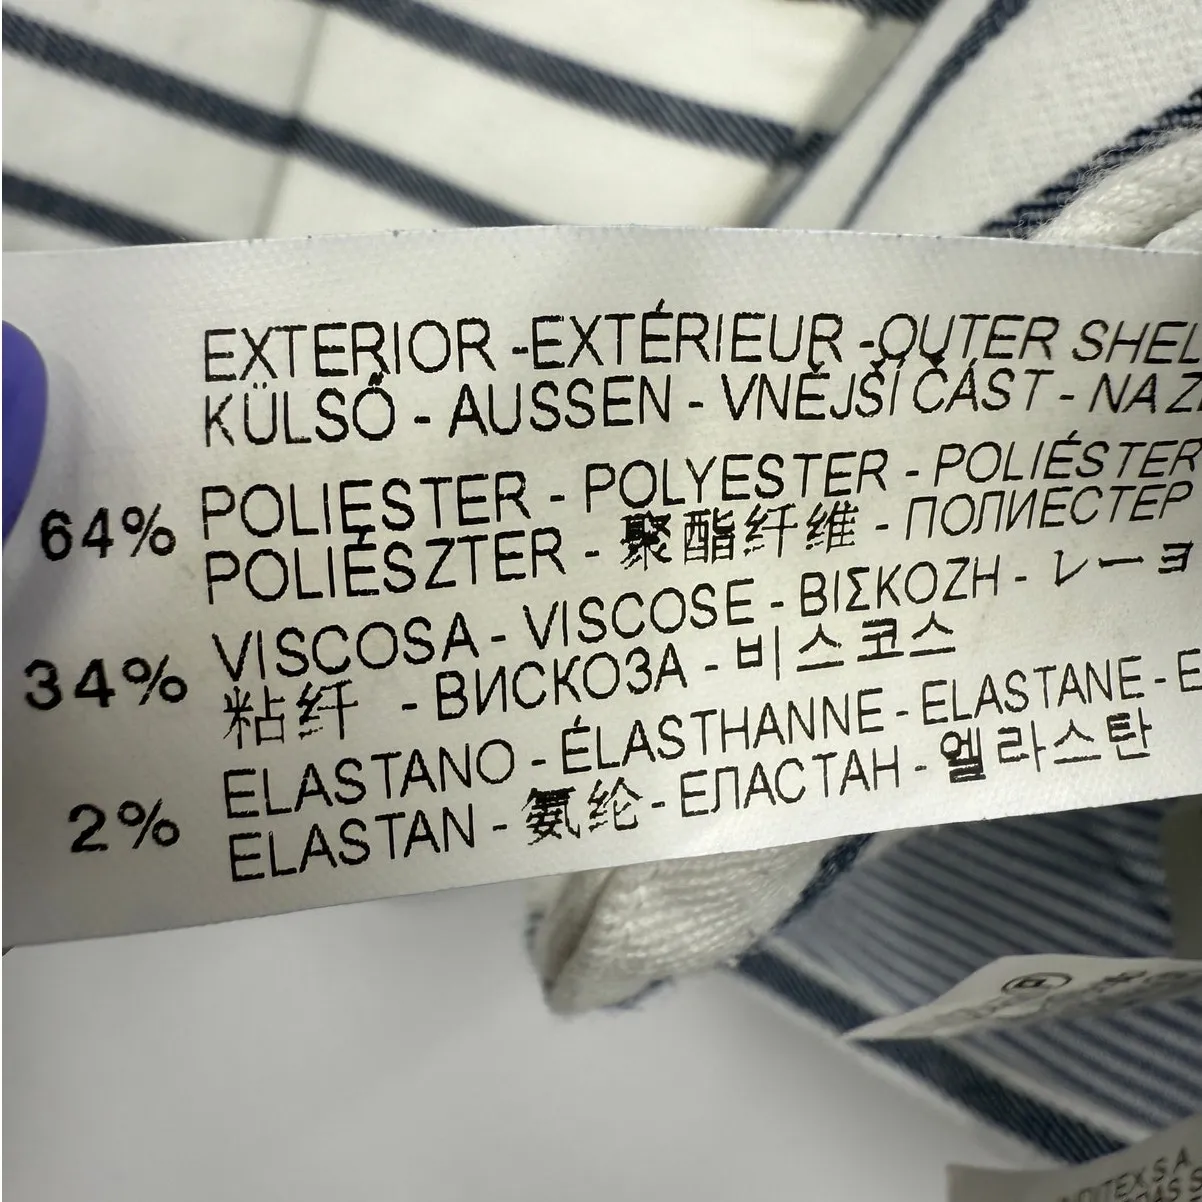 EXTERIOR - EXTÉRIEUR - OUTER SHEL
KÜLSŐ - AUSSEN - VNĚJŠÍ ČÁST - NA
64% POLIESTER - POLYESTER - POLIÉSTER
POLIÉSZTER - 聚酯纤维 - ПОЛИЕСТЕР
34% VISCOSA - VISCOSE - ΒΙΣΚΟΖΗ - レーヨ
粘纤 - ВИСКОЗА - 비스코스
2% ELASTANO - ÉLASTHANNE - ELASTANE - E
ELASTAN - 氨纶 - ЕЛАСТАН - 엘라스탄